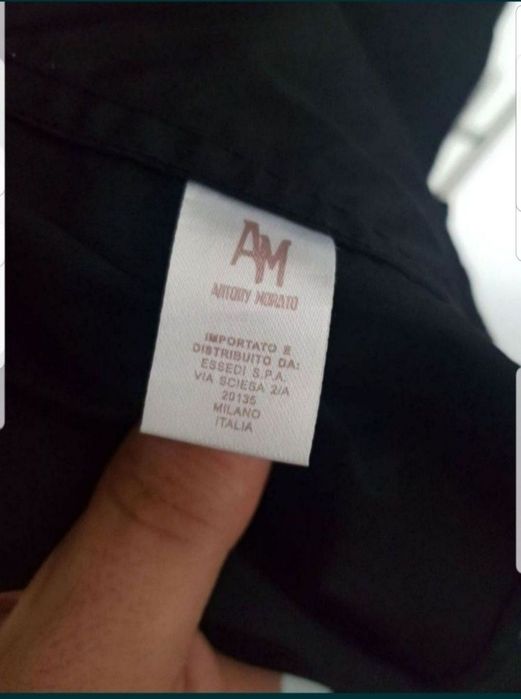 AM
ANTONY MORATO
IMPORTATO E
DISTRIBUITO DA:
ESSEDI S.P.A.
VIA SCIESA 2/A
20135
MILANO
ITALIA